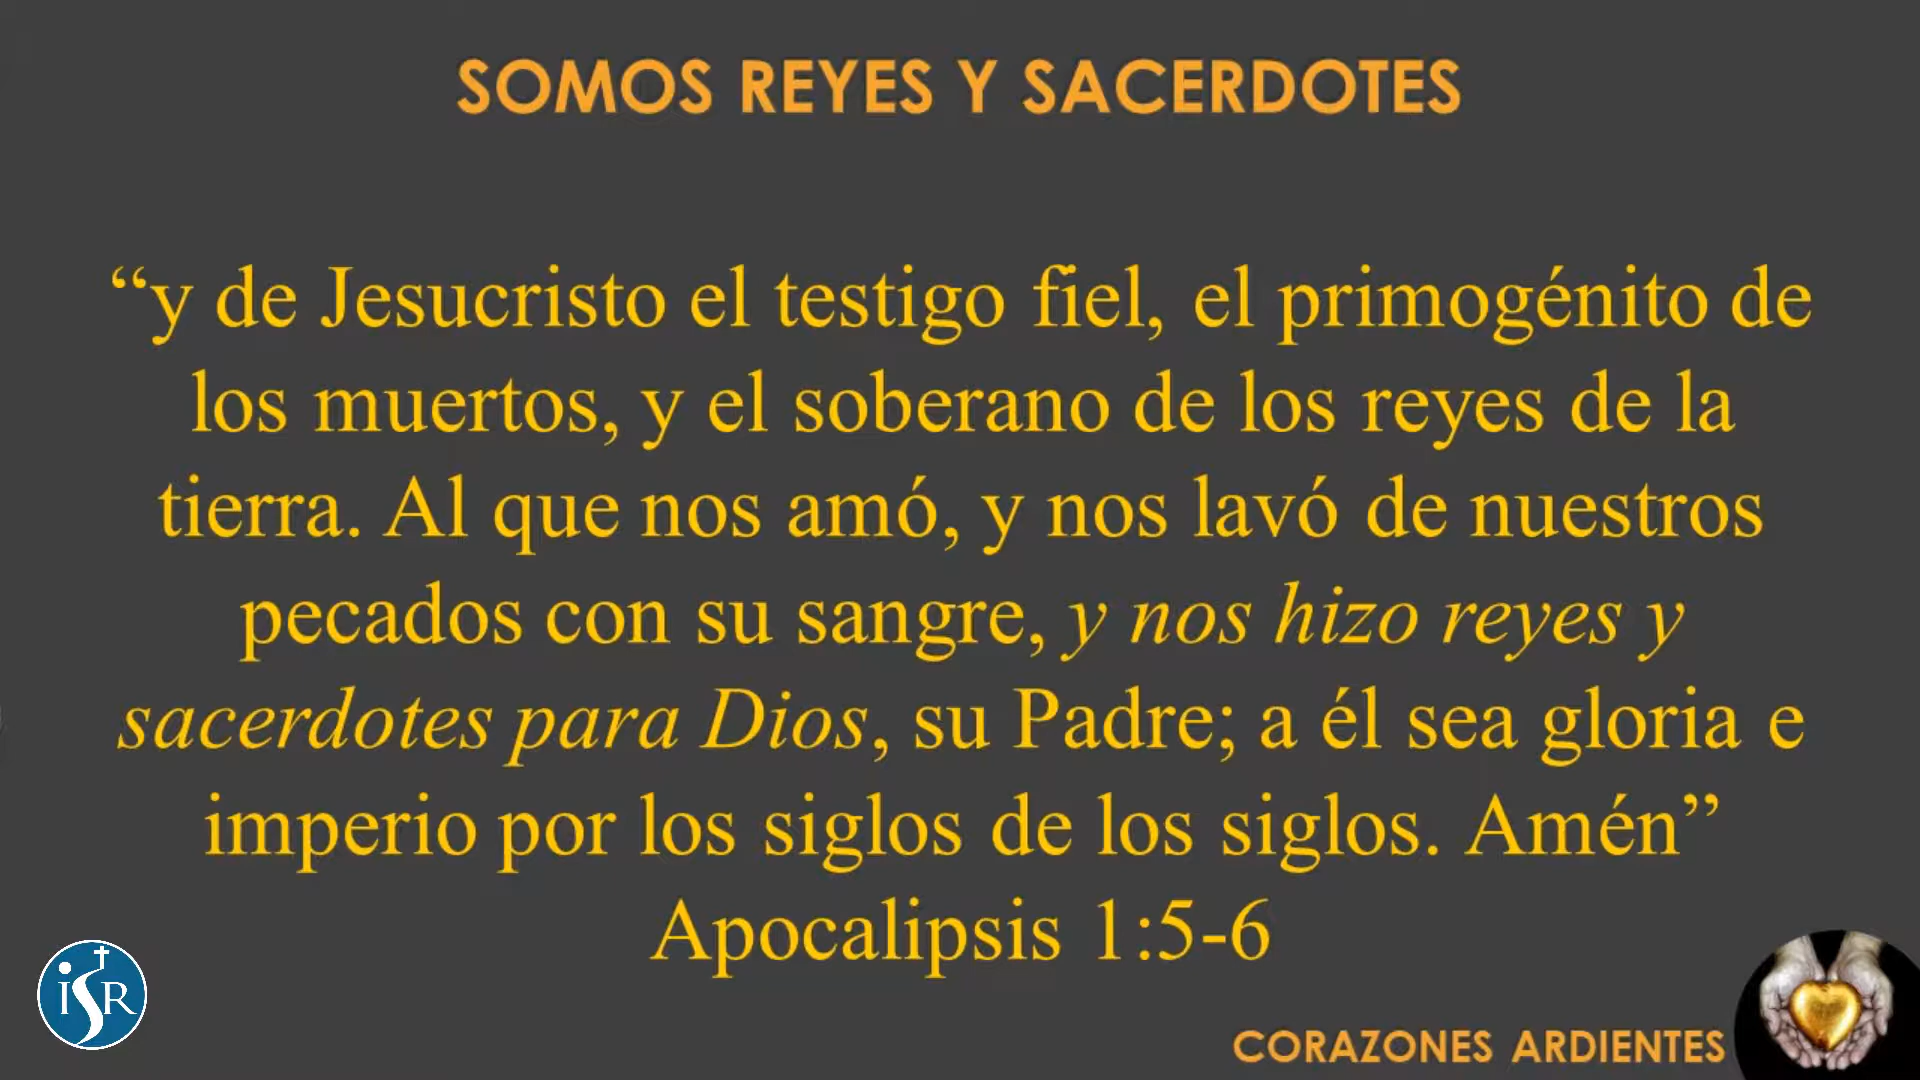 SOMOS REYES Y SACERDOTES
“y de Jesucristo el testigo fiel, el primogénito de
los muertos, y el soberano de los reyes de la
tierra. Al que nos amó, y nos lavó de nuestros
pecados con su sangre, y nos hizo reyes y
sacerdotes para Dios, su Padre; a él sea gloria e
imperio por los siglos de los siglos. Amén”
Apocalipsis 1:5-6
iSR
CORAZONES ARDIENTES